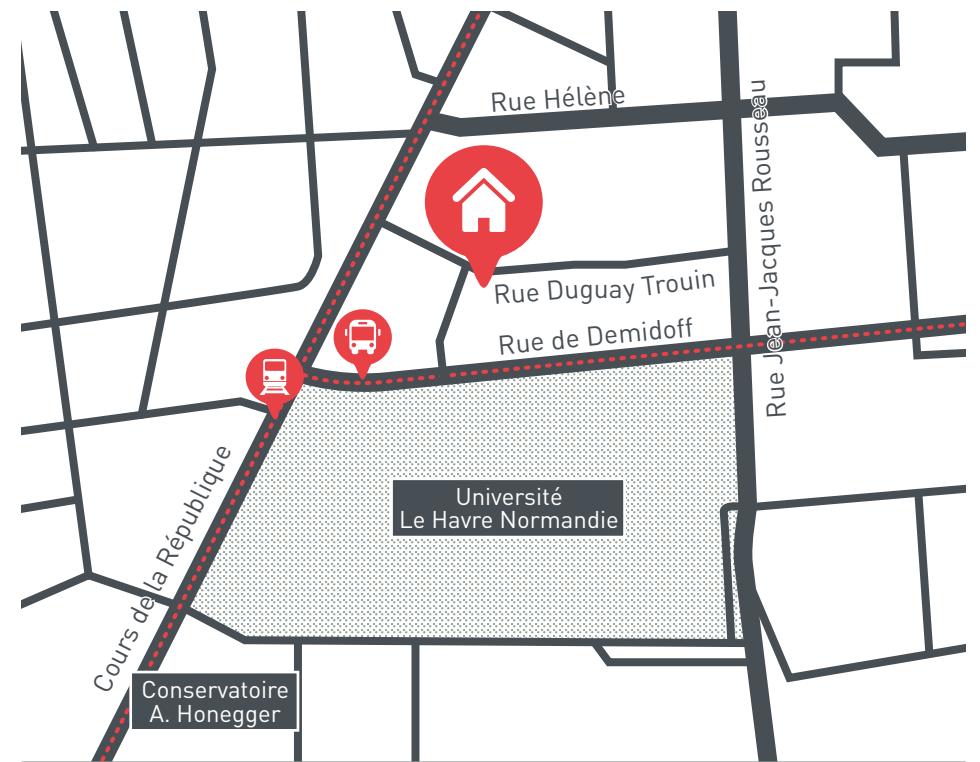 Rue Hélène
Rue Jean-Jacques Rousseau
Rue Duguay Trouin
Rue de Demidoff
Cours de la République
Université
Le Havre Normandie
Conservatoire
A. Honegger